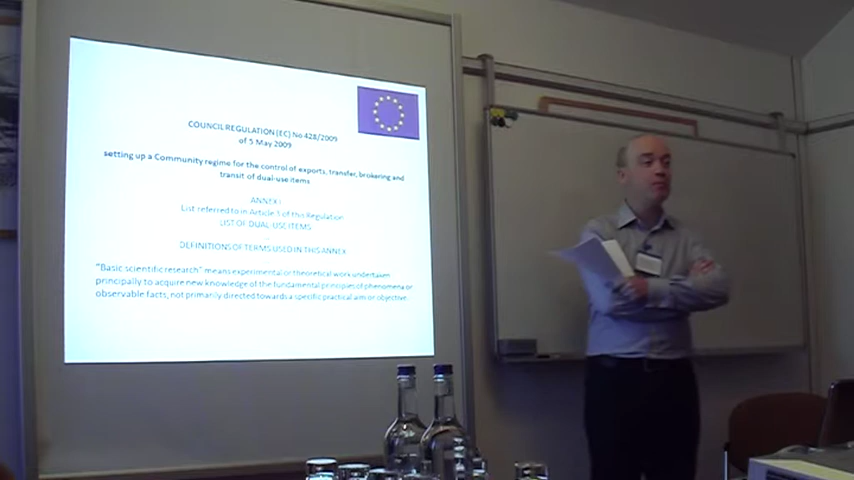 COUNCIL REGULATION (EC) No 428/2009
of 5 May 2009
setting up a Community regime for the control of exports, transfer, brokering and
transit of dual-use items
ANNEX I
List referred to in Article 3 of this Regulation
LIST OF DUAL-USE ITEMS
DEFINITIONS OF TERMS USED IN THIS ANNEX
"Basic scientific research" means experimental or theoretical work undertaken
principally to acquire new knowledge of the fundamental principles of phenomena or
observable facts, not primarily directed towards a specific practical aim or objective.